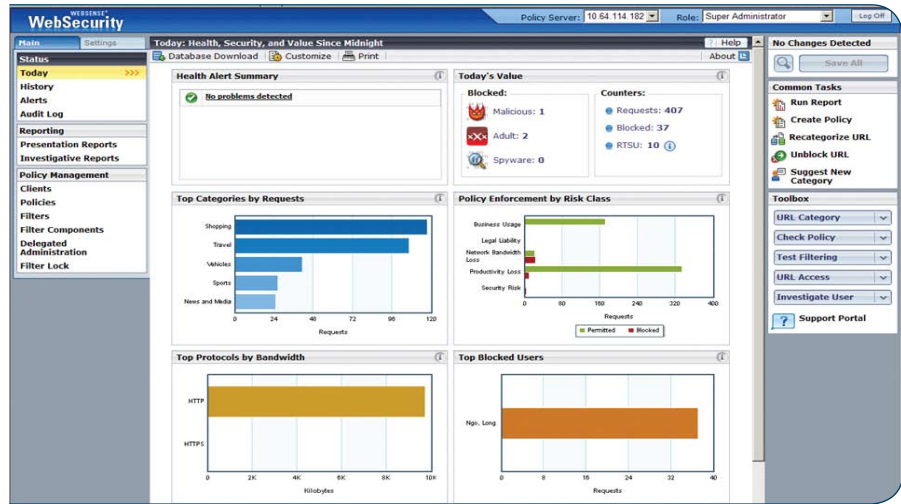 WEBSENSE®
WebSecurity
Policy Server: 10.64.114.182 Role: Super Administrator Log Off
Main Settings
Status
Today >>>
History
Alerts
Audit Log
Reporting
Presentation Reports
Investigative Reports
Policy Management
Clients
Policies
Filters
Filter Components
Delegated
Administration
Filter Lock
Today: Health, Security, and Value Since Midnight ? Help
Database Download Customize Print About
Health Alert Summary
No problems detected
Today's Value
Blocked:
Malicious: 1
xXx Adult: 2
Spyware: 0
Counters:
Requests: 407
Blocked: 37
RTSU: 10
Top Categories by Requests
Shopping
Travel
Vehicles
Sports
News and Media
0 24 48 72 96 120
Requests
Policy Enforcement by Risk Class
Business Usage
Legal Liability
Network Bandwidth
Loss
Productivity Loss
Security Risk
0 80 160 240 320 400
Requests
Permitted Blocked
Top Protocols by Bandwidth
HTTP
HTTPS
0 2K 4K 6K 8K 10K
Kilobytes
Top Blocked Users
Ngo, Long
0 8 16 24 32 40
Requests
No Changes Detected
Save All
Common Tasks
Run Report
Create Policy
Recategorize URL
Unblock URL
Suggest New
Category
Toolbox
URL Category
Check Policy
Test Filtering
URL Access
Investigate User
? Support Portal